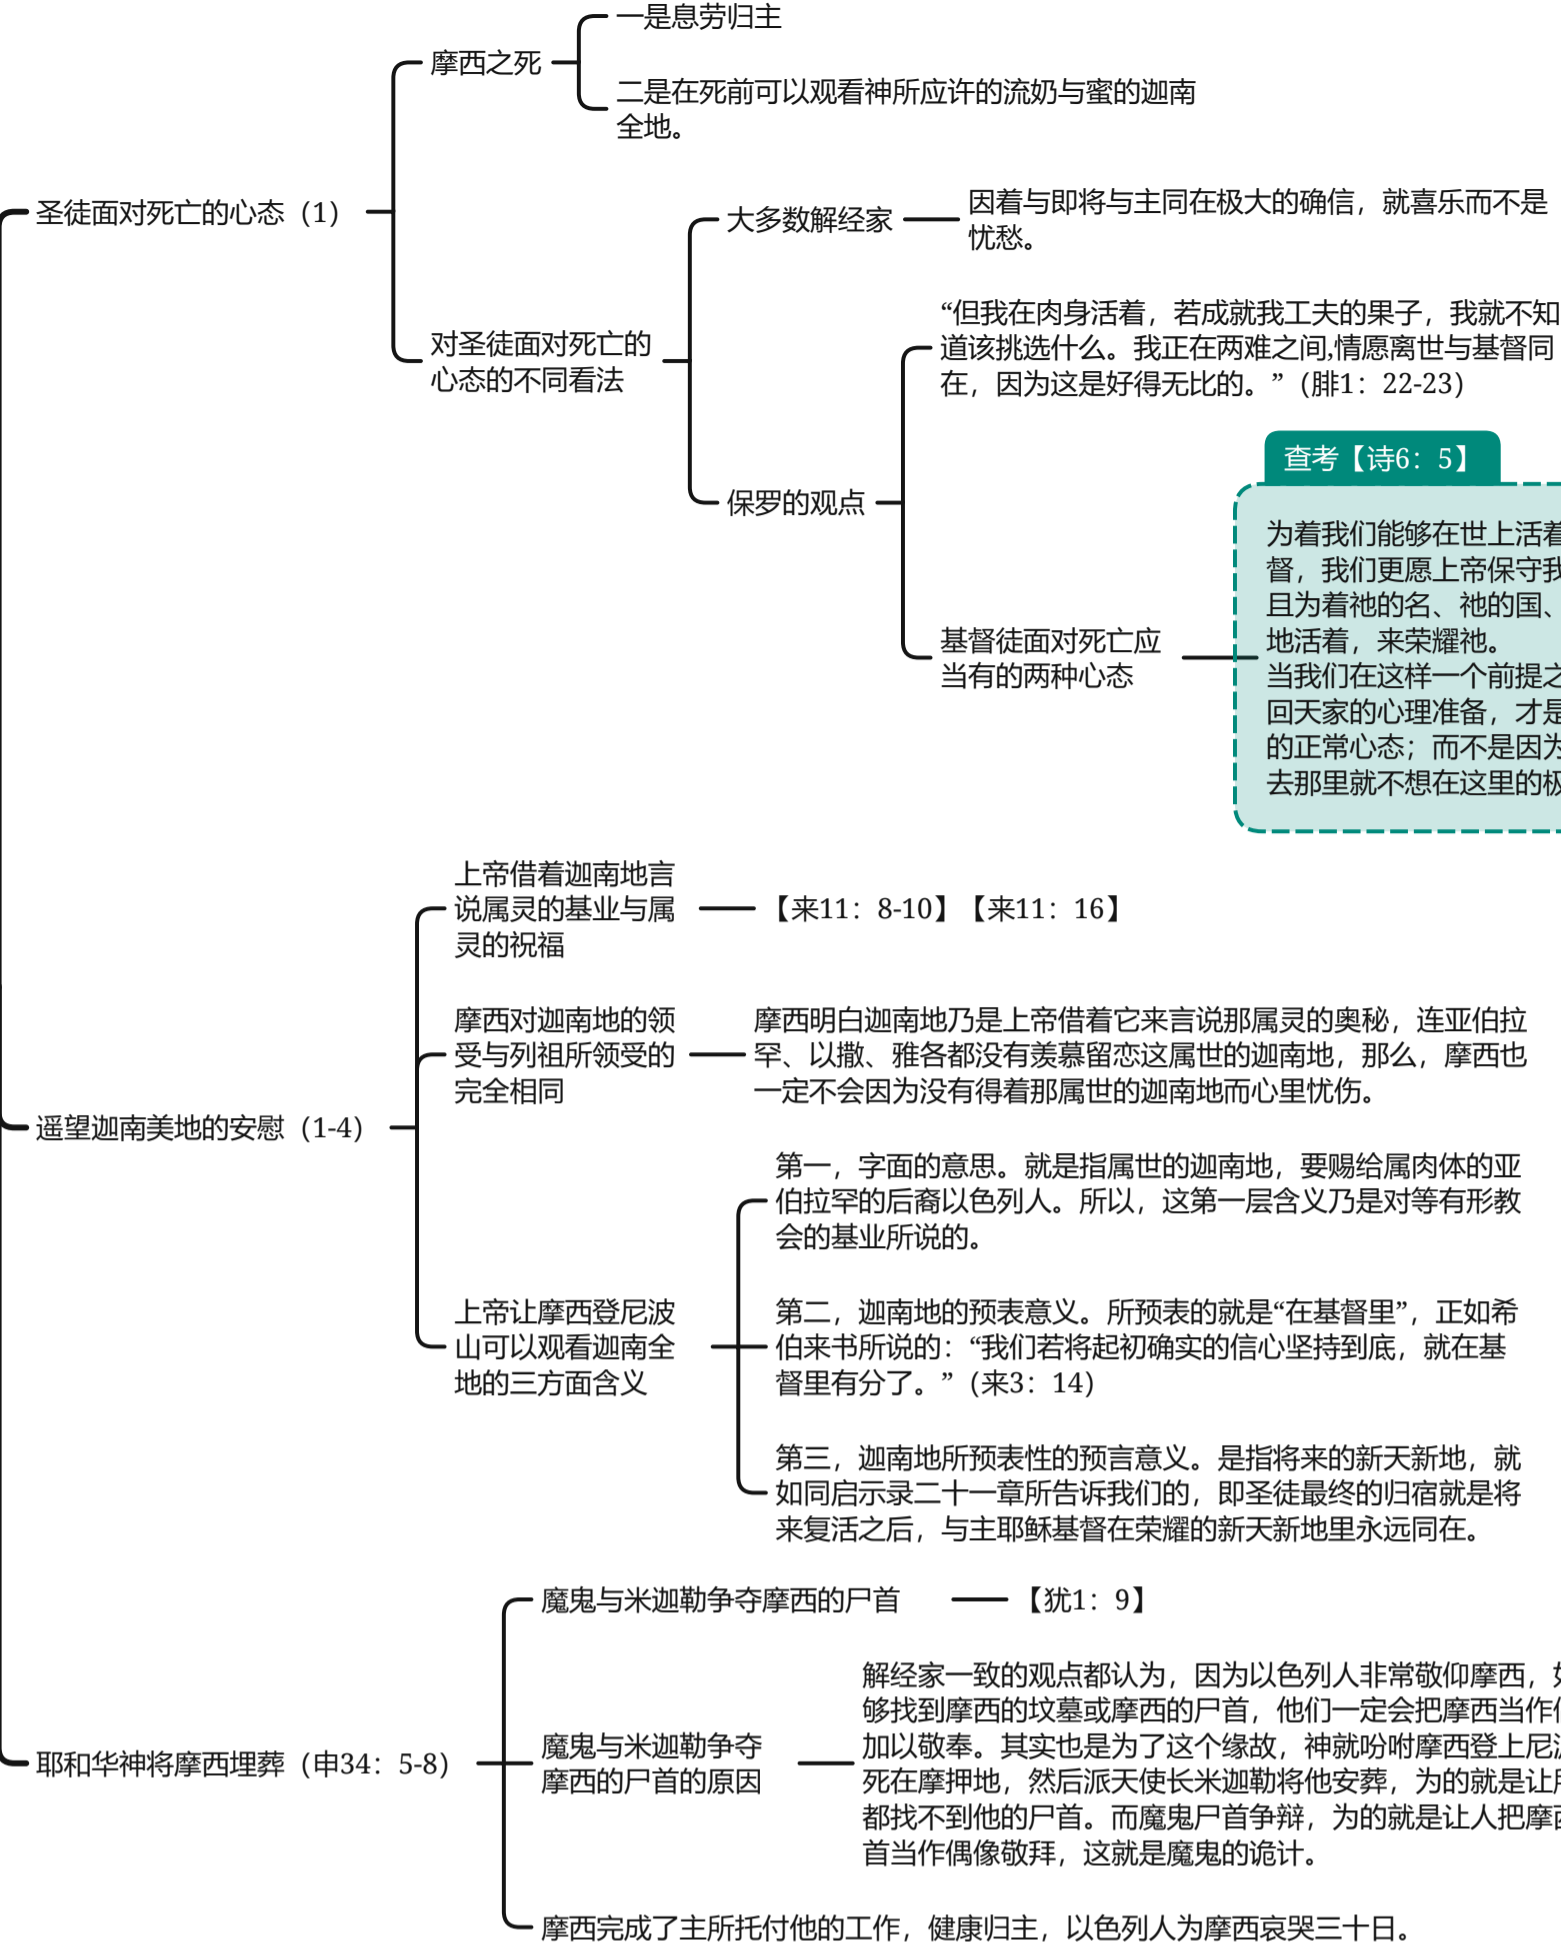 圣徒面对死亡的心态（1）
摩西之死
一是息劳归主
二是在死前可以观看神所应许的流奶与蜜的迦南
全地。
对圣徒面对死亡的
心态的不同看法
大多数解经家
因着与即将与主同在极大的确信，就喜乐而不是
忧愁。
保罗的观点
“但我在肉身活着，若成就我工夫的果子，我就不知
道该挑选什么。我正在两难之间,情愿离世与基督同
在，因为这是好得无比的。”（腓1：22-23）
基督徒面对死亡应
当有的两种心态
查考【诗6：5】
为着我们能够在世上活着
督，我们更愿上帝保守我
且为着祂的名、祂的国、
地活着，来荣耀祂。
当我们在这样一个前提之
回天家的心理准备，才是
的正常心态；而不是因为
去那里就不想在这里的极
遥望迦南美地的安慰（1-4）
上帝借着迦南地言
说属灵的基业与属
灵的祝福
【来11：8-10】【来11：16】
摩西对迦南地的领
受与列祖所领受的
完全相同
摩西明白迦南地乃是上帝借着它来言说那属灵的奥秘，连亚伯拉
罕、以撒、雅各都没有羡慕留恋这属世的迦南地，那么，摩西也
一定不会因为没有得着那属世的迦南地而心里忧伤。
上帝让摩西登尼波
山可以观看迦南全
地的三方面含义
第一，字面的意思。就是指属世的迦南地，要赐给属肉体的亚
伯拉罕的后裔以色列人。所以，这第一层含义乃是对等有形教
会的基业所说的。
第二，迦南地的预表意义。所预表的就是“在基督里”，正如希
伯来书所说的：“我们若将起初确实的信心坚持到底，就在基
督里有分了。”（来3：14）
第三，迦南地所预表性的预言意义。是指将来的新天新地，就
如同启示录二十一章所告诉我们的，即圣徒最终的归宿就是将
来复活之后，与主耶稣基督在荣耀的新天新地里永远同在。
耶和华神将摩西埋葬（申34：5-8）
魔鬼与米迦勒争夺摩西的尸首
【犹1：9】
魔鬼与米迦勒争夺
摩西的尸首的原因
解经家一致的观点都认为，因为以色列人非常敬仰摩西，
够找到摩西的坟墓或摩西的尸首，他们一定会把摩西当作
加以敬奉。其实也是为了这个缘故，神就吩咐摩西登上尼
死在摩押地，然后派天使长米迦勒将他安葬，为的就是让
都找不到他的尸首。而魔鬼尸首争辩，为的就是让人把摩
首当作偶像敬拜，这就是魔鬼的诡计。
摩西完成了主所托付他的工作，健康归主，以色列人为摩西哀哭三十日。